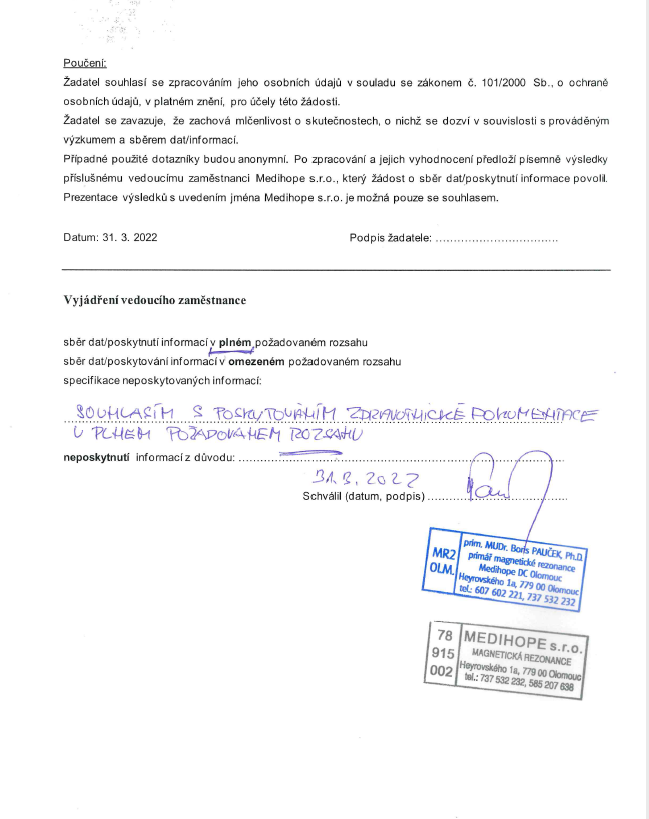 Poučení:
Žadatel souhlasí se zpracováním jeho osobních údajů v souladu se zákonem č. 101/2000 Sb., o ochraně
osobních údajů, v platném znění, pro účely této žádosti.
Žadatel se zavazuje, že zachová mlčenlivost o skutečnostech, o nichž se dozví v souvislosti s prováděným
výzkumem a sběrem dat/informací.
Případné použité dotazníky budou anonymní. Po zpracování a jejich vyhodnocení předloží písemně výsledky
příslušnému vedoucímu zaměstnanci Medihope s.r.o., který žádost o sběr dat/poskytnutí informace povolil.
Prezentace výsledků s uvedením jména Medihope s.r.o. je možná pouze se souhlasem.
Datum: 31. 3. 2022 Podpis žadatele: ……………………………
Vyjádření vedoucího zaměstnance
sběr dat/poskytnutí informací v plném požadovaném rozsahu
sběr dat/poskytování informací v omezeném požadovaném rozsahu
specifikace neposkytovaných informací:
SOUHLASÍM S POSKYTOVÁNÍM ZDRAVOTNICKÉ DOKUMENTACE
V PLNÉM POŽADOVANÉM ROZSAHU
neposkytnutí informací z důvodu:
31.3.2022
Schválil (datum, podpis)
MR2 OLM.
prim. MUDr. Boris PAUČEK, Ph.D.
primář magnetické rezonance
Medihope DC Olomouc
Heyrovského 1a, 779 00 Olomouc
tel.: 607 602 221, 737 532 232
78 915 002
MEDIHOPE s.r.o.
MAGNETICKÁ REZONANCE
Heyrovského 1a, 779 00 Olomouc
tel.: 737 532 232, 585 207 636